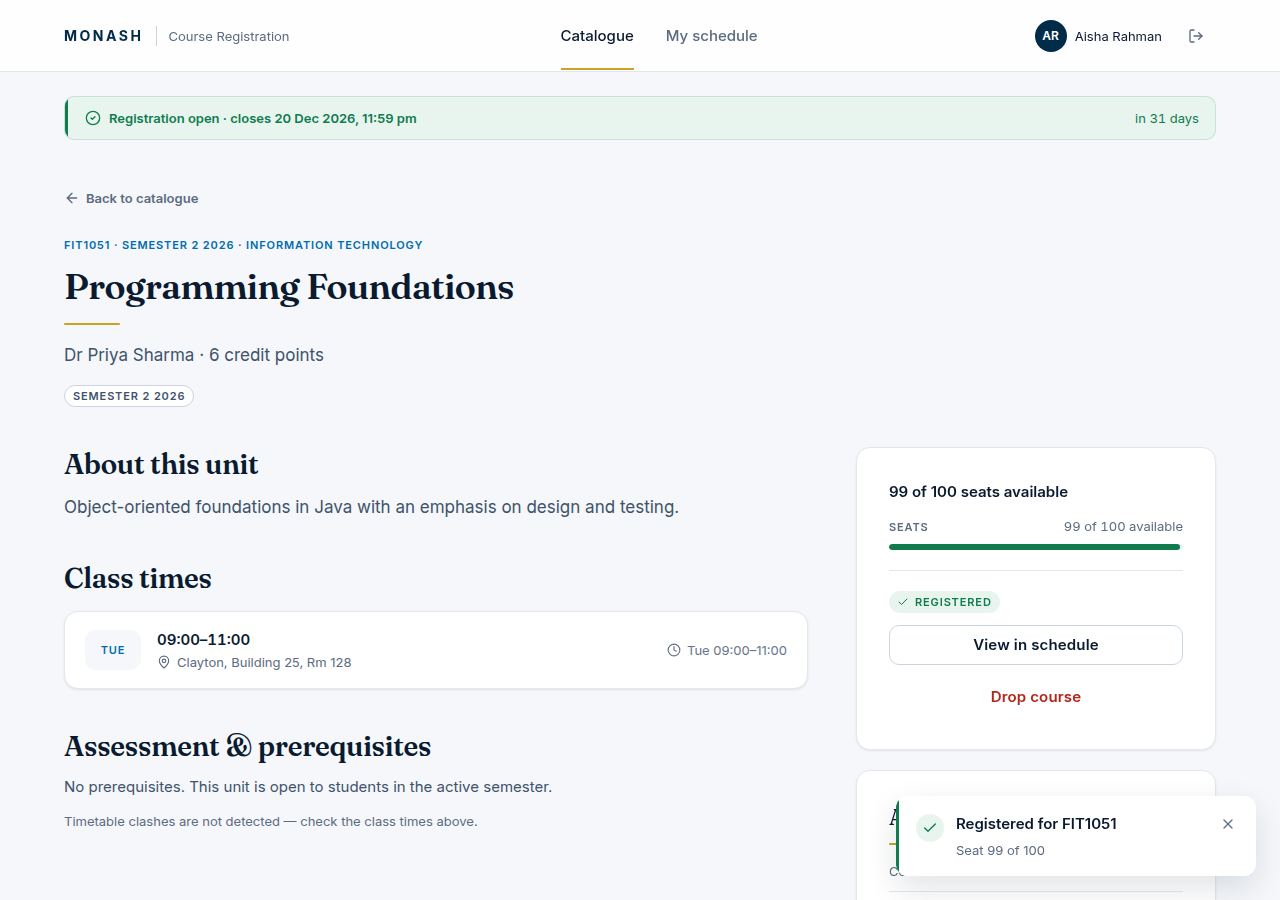 MONASH
Course Registration
Catalogue
My schedule
AR
Aisha Rahman
Registration open · closes 20 Dec 2026, 11:59 pm
in 31 days
Back to catalogue
FIT1051 · SEMESTER 2 2026 · INFORMATION TECHNOLOGY
Programming Foundations
Dr Priya Sharma · 6 credit points
SEMESTER 2 2026
About this unit
Object-oriented foundations in Java with an emphasis on design and testing.
Class times
TUE
09:00–11:00
Clayton, Building 25, Rm 128
Tue 09:00–11:00
Assessment & prerequisites
No prerequisites. This unit is open to students in the active semester.
Timetable clashes are not detected — check the class times above.
99 of 100 seats available
SEATS
99 of 100 available
REGISTERED
View in schedule
Drop course
Registered for FIT1051
Seat 99 of 100